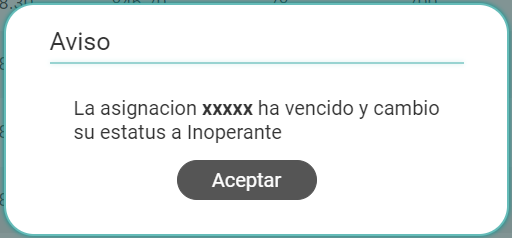 Aviso
La asignacion xxxxx ha vencido y cambio
su estatus a Inoperante
Aceptar